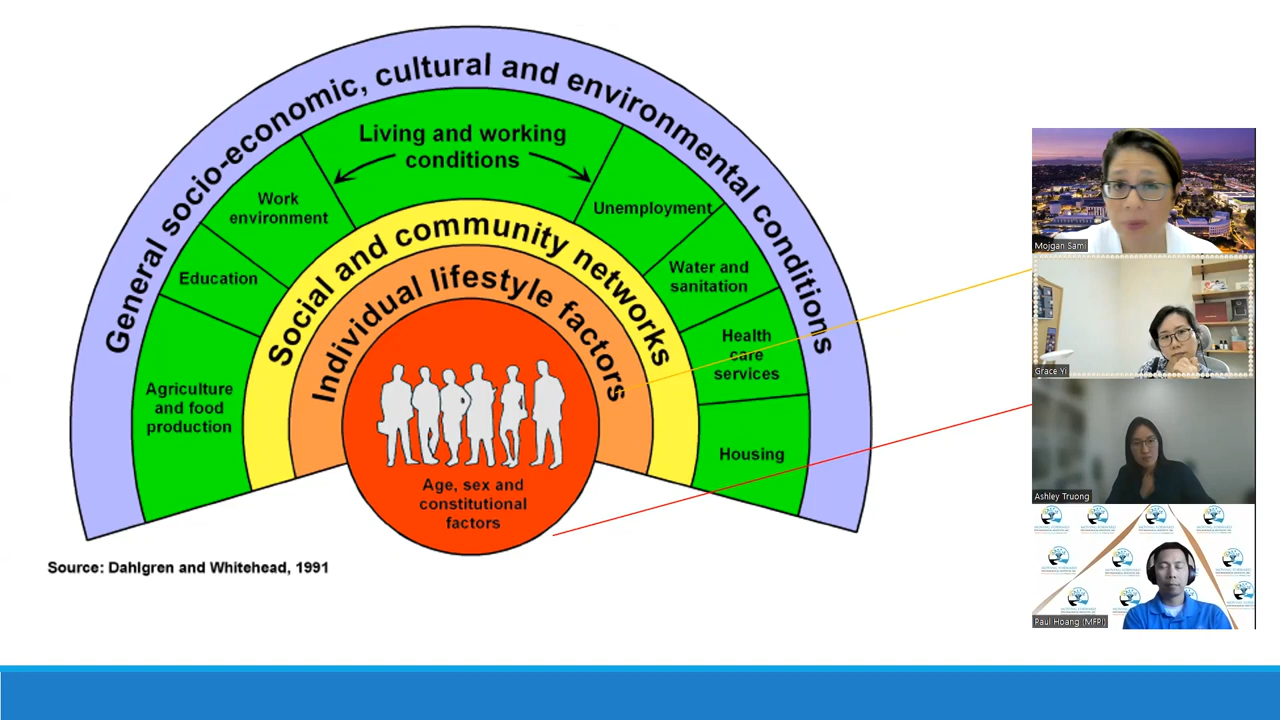 General socio-economic, cultural and environmental conditions
Living and working
conditions
Work
environment
Unemployment
Education
Water and
sanitation
Health
care
services
Agriculture
and food
production
Housing
Social and community networks
Individual lifestyle factors
Age, sex and
constitutional
factors
Source: Dahlgren and Whitehead, 1991
Mojgan Sami
Grace Yi
Ashley Truong
Paul Hoang (MFPI)